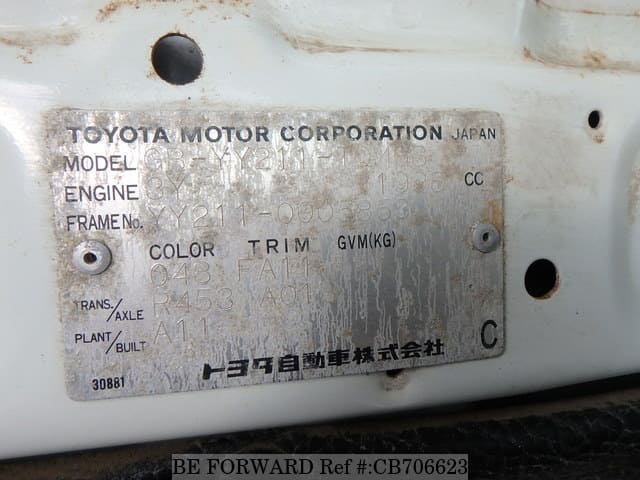 TOYOTA MOTOR CORPORATION JAPAN
MODEL
ENGINE 3Y CC
FRAME No.
COLOR TRIM GVM(KG)
043 FA11
TRANS./AXLE R453 A01
PLANT/BUILT A11
C
30881 トヨタ自動車株式会社
BE FORWARD Ref #:CB706623